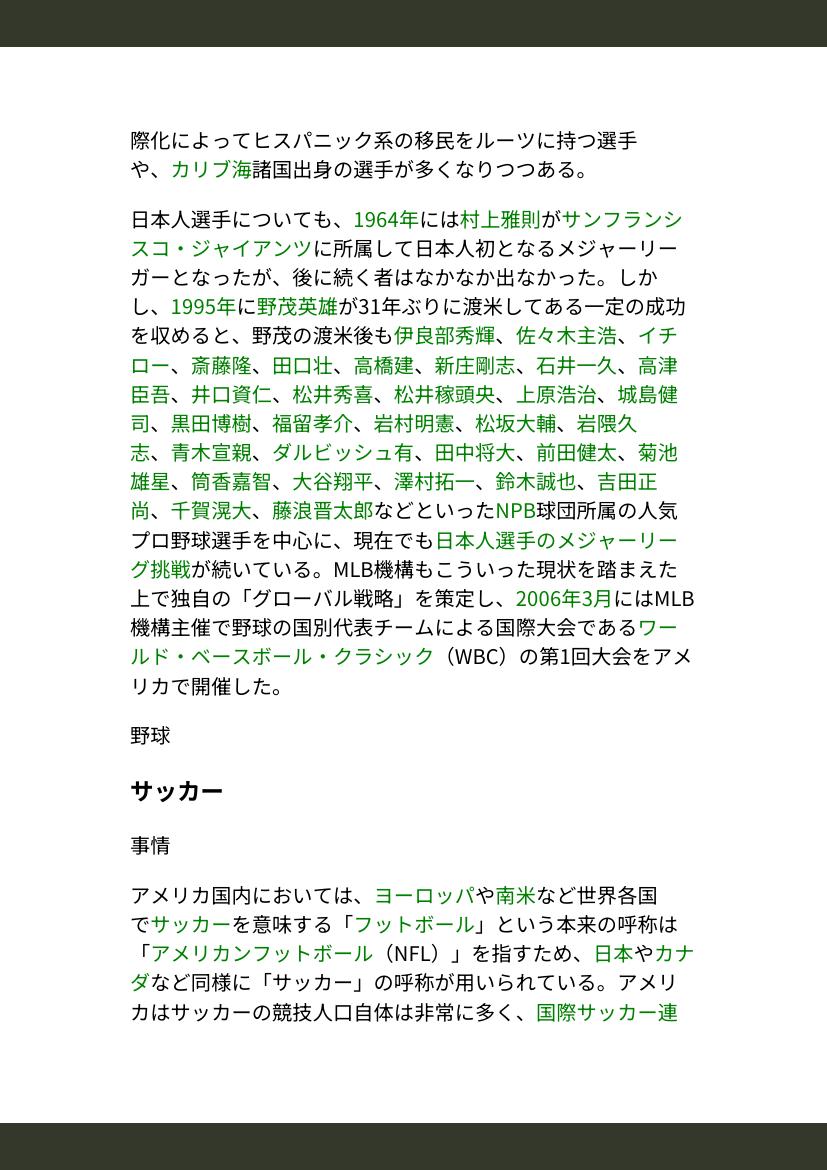 際化によってヒスパニック系の移民をルーツに持つ選手
や、カリブ海諸国出身の選手が多くなりつつある。
日本人選手についても、1964年には村上雅則がサンフランシ
スコ・ジャイアンツに所属して日本人初となるメジャーリー
ガーとなったが、後に続く者はなかなか出なかった。しか
し、1995年に野茂英雄が31年ぶりに渡米してある一定の成功
を収めると、野茂の渡米後も伊良部秀輝、佐々木主浩、イチ
ロー、斎藤隆、田口壮、高橋建、新庄剛志、石井一久、高津
臣吾、井口資仁、松井秀喜、松井稼頭央、上原浩治、城島健
司、黒田博樹、福留孝介、岩村明憲、松坂大輔、岩隈久
志、青木宣親、ダルビッシュ有、田中将大、前田健太、菊池
雄星、筒香嘉智、大谷翔平、澤村拓一、鈴木誠也、吉田正
尚、千賀滉大、藤浪晋太郎などといったNPB球団所属の人気
プロ野球選手を中心に、現在でも日本人選手のメジャーリー
グ挑戦が続いている。MLB機構もこういった現状を踏まえた
上で独自の「グローバル戦略」を策定し、2006年3月にはMLB
機構主催で野球の国別代表チームによる国際大会であるワー
ルド・ベースボール・クラシック（WBC）の第1回大会をアメ
リカで開催した。
野球
サッカー
事情
アメリカ国内においては、ヨーロッパや南米など世界各国
でサッカーを意味する「フットボール」という本来の呼称は
「アメリカンフットボール（NFL）」を指すため、日本やカナ
ダなど同様に「サッカー」の呼称が用いられている。アメリ
カはサッカーの競技人口自体は非常に多く、国際サッカー連